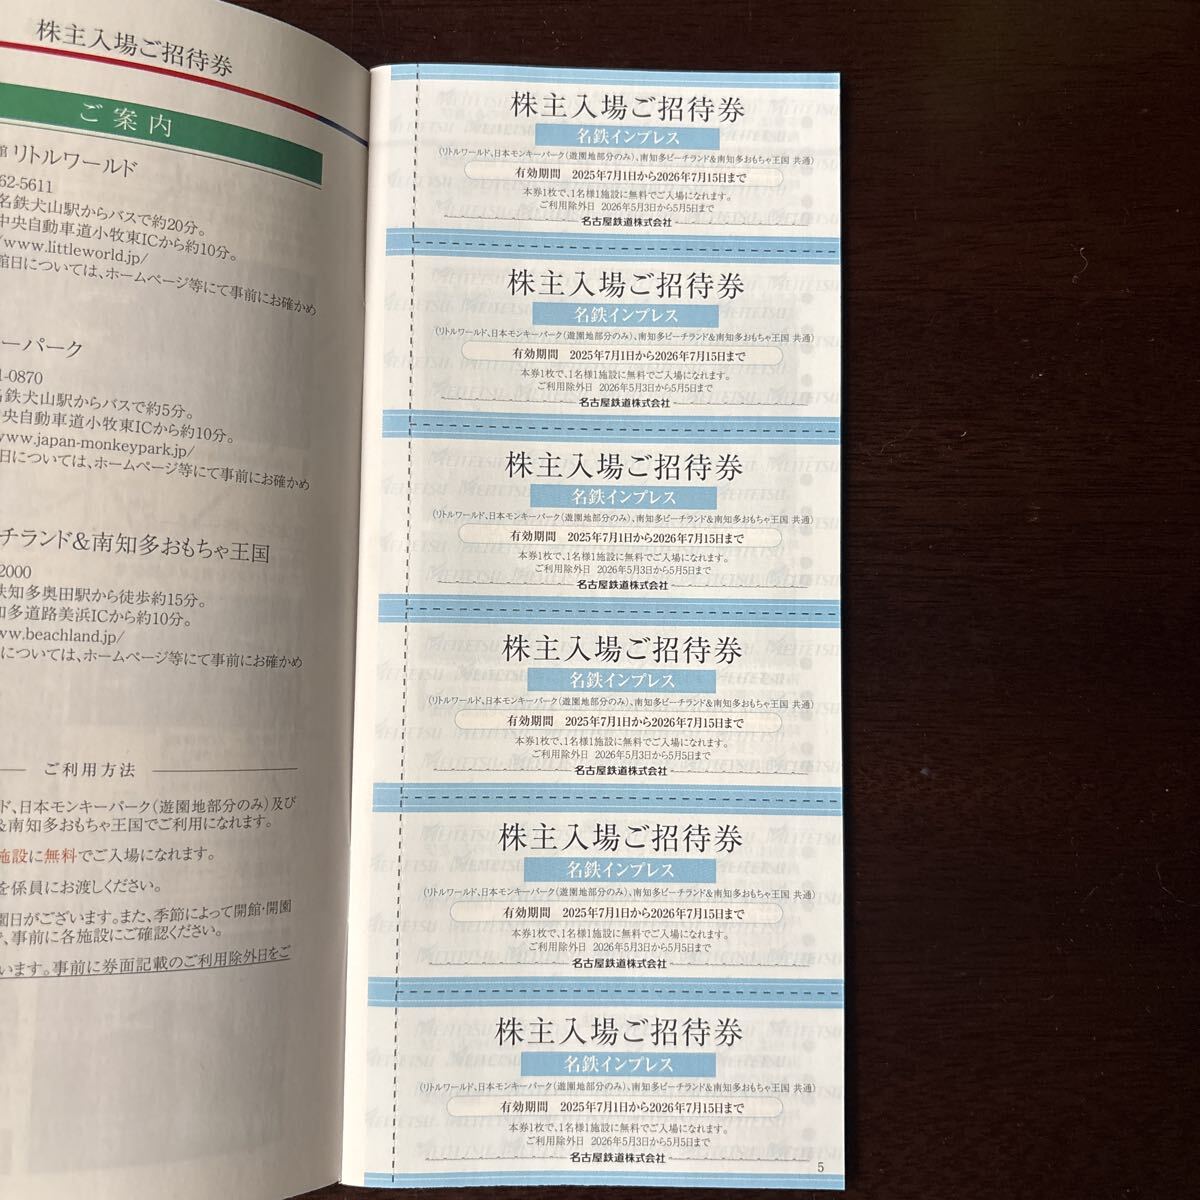 株主入場ご招待券
ご案内
館 リトルワールド
62-5611
名鉄犬山駅からバスで約20分。
中央自動車道小牧東ICから約10分。
/www.littleworld.jp/
館日については、ホームページ等にて事前にお確かめ
ーパーク
1-0870
名鉄犬山駅からバスで約5分。
中央自動車道小牧東ICから約10分。
www.japan-monkeypark.jp/
日については、ホームページ等にて事前にお確かめ
チランド&南知多おもちゃ王国
2000
鉄知多奥田駅から徒歩約15分。
知多道路美浜ICから約10分。
ww.beachland.jp/
については、ホームページ等にて事前にお確かめ
ご利用方法
ド、日本モンキーパーク(遊園地部分のみ)及び
&南知多おもちゃ王国でご利用になれます。
施設に無料でご入場になれます。
を係員にお渡しください。
園日がございます。また、季節によって開館・開園
、事前に各施設にご確認ください。
います。事前に券面記載のご利用除外日をご
株主入場ご招待券
名鉄インプレス
(リトルワールド、日本モンキーパーク(遊園地部分のみ)、南知多ビーチランド&南知多おもちゃ王国 共通)
有効期間 2025年7月1日から2026年7月15日まで
本券1枚で、1名様1施設に無料でご入場になれます。
ご利用除外日 2026年5月3日から5月5日まで
名古屋鉄道株式会社
株主入場ご招待券
名鉄インプレス
(リトルワールド、日本モンキーパーク(遊園地部分のみ)、南知多ビーチランド&南知多おもちゃ王国 共通)
有効期間 2025年7月1日から2026年7月15日まで
本券1枚で、1名様1施設に無料でご入場になれます。
ご利用除外日 2026年5月3日から5月5日まで
名古屋鉄道株式会社
株主入場ご招待券
名鉄インプレス
(リトルワールド、日本モンキーパーク(遊園地部分のみ)、南知多ビーチランド&南知多おもちゃ王国 共通)
有効期間 2025年7月1日から2026年7月15日まで
本券1枚で、1名様1施設に無料でご入場になれます。
ご利用除外日 2026年5月3日から5月5日まで
名古屋鉄道株式会社
株主入場ご招待券
名鉄インプレス
(リトルワールド、日本モンキーパーク(遊園地部分のみ)、南知多ビーチランド&南知多おもちゃ王国 共通)
有効期間 2025年7月1日から2026年7月15日まで
本券1枚で、1名様1施設に無料でご入場になれます。
ご利用除外日 2026年5月3日から5月5日まで
名古屋鉄道株式会社
株主入場ご招待券
名鉄インプレス
(リトルワールド、日本モンキーパーク(遊園地部分のみ)、南知多ビーチランド&南知多おもちゃ王国 共通)
有効期間 2025年7月1日から2026年7月15日まで
本券1枚で、1名様1施設に無料でご入場になれます。
ご利用除外日 2026年5月3日から5月5日まで
名古屋鉄道株式会社
株主入場ご招待券
名鉄インプレス
(リトルワールド、日本モンキーパーク(遊園地部分のみ)、南知多ビーチランド&南知多おもちゃ王国 共通)
有効期間 2025年7月1日から2026年7月15日まで
本券1枚で、1名様1施設に無料でご入場になれます。
ご利用除外日 2026年5月3日から5月5日まで
名古屋鉄道株式会社
5